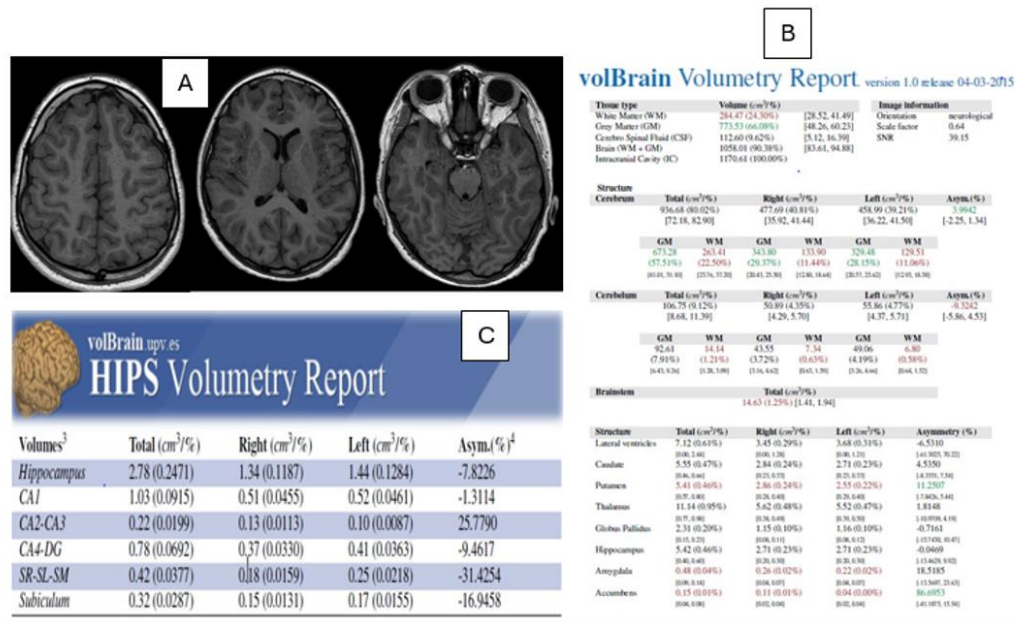 A
B
volBrain Volumetry Report. version 1.0 release 04-03-2015
Tissue type Volume (cm³/%) Image information
White Matter (WM) 284.47 (24.30%) [28.52, 41.49] Orientation neurological
Grey Matter (GM) 773.53 (66.08%) [48.26, 60.23] Scale factor 0.64
Cerebro Spinal Fluid (CSF) 112.60 (9.62%) [5.12, 16.39] SNR 39.15
Brain (WM + GM) 1058.01 (90.38%) [83.61, 94.88]
Intracranial Cavity (IC) 1170.61 (100.00%)
Structure
Cerebrum Total (cm³/%) Right (cm³/%) Left (cm³/%) Asym.(%)
936.68 (80.02%) 477.69 (40.81%) 458.99 (39.21%) 3.9942
[72.18, 82.90] [35.92, 41.44] [36.22, 41.50] [-2.25, 1.34]
GM WM GM WM GM WM
673.28 263.41 343.80 133.90 329.48 129.51
(57.51%) (22.50%) (29.37%) (11.44%) (28.15%) (11.06%)
Cerebelum Total (cm³/%) Right (cm³/%) Left (cm³/%) Asym.(%)
106.75 (9.12%) 50.89 (4.35%) 55.86 (4.77%) -9.3242
[8.68, 11.39] [4.29, 5.70] [4.37, 5.71] [-5.86, 4.53]
GM WM GM WM GM WM
92.61 14.14 43.55 7.34 49.06 6.80
(7.91%) (1.21%) (3.72%) (0.63%) (4.19%) (0.58%)
Brainstem Total (cm³/%)
14.63 (1.25%) [1.41, 1.94]
Structure Total (cm³/%) Right (cm³/%) Left (cm³/%) Asymmetry (%)
Lateral ventricles 7.12 (0.61%) 3.45 (0.29%) 3.68 (0.31%) -6.5310
Caudate 5.55 (0.47%) 2.84 (0.24%) 2.71 (0.23%) 4.5350
Putamen 5.41 (0.46%) 2.86 (0.24%) 2.55 (0.22%) 11.2507
Thalamus 11.14 (0.95%) 5.62 (0.48%) 5.52 (0.47%) 1.8148
Globus Pallidus 2.31 (0.20%) 1.15 (0.10%) 1.16 (0.10%) -0.7161
Hippocampus 5.42 (0.46%) 2.71 (0.23%) 2.71 (0.23%) -0.0469
Amygdala 0.48 (0.04%) 0.26 (0.02%) 0.22 (0.02%) 18.5185
Accumbens 0.15 (0.01%) 0.11 (0.01%) 0.04 (0.00%) 86.6953
C
volBrain.upv.es
HIPS Volumetry Report
Volumes³ Total (cm³/%) Right (cm³/%) Left (cm³/%) Asym.(%)⁴
Hippocampus 2.78 (0.2471) 1.34 (0.1187) 1.44 (0.1284) -7.8226
CA1 1.03 (0.0915) 0.51 (0.0455) 0.52 (0.0461) -1.3114
CA2-CA3 0.22 (0.0199) 0.13 (0.0113) 0.10 (0.0087) 25.7790
CA4-DG 0.78 (0.0692) 0.37 (0.0330) 0.41 (0.0363) -9.4617
SR-SL-SM 0.42 (0.0377) 0.18 (0.0159) 0.25 (0.0218) -31.4254
Subiculum 0.32 (0.0287) 0.15 (0.0131) 0.17 (0.0155) -16.9458